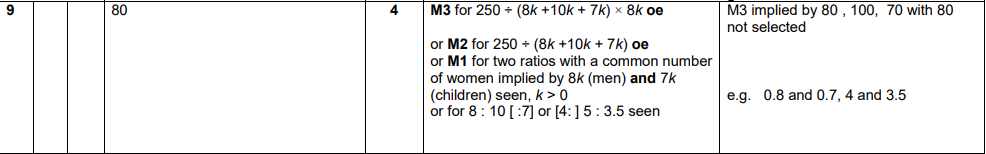 9 80 4 M3 for 250 ÷ (8k +10k + 7k) × 8k oe M3 implied by 80 , 100, 70 with 80
not selected
or M2 for 250 ÷ (8k +10k + 7k) oe
or M1 for two ratios with a common number
of women implied by 8k (men) and 7k
(children) seen, k > 0 e.g. 0.8 and 0.7, 4 and 3.5
or for 8 : 10 [ :7] or [4: ] 5 : 3.5 seen